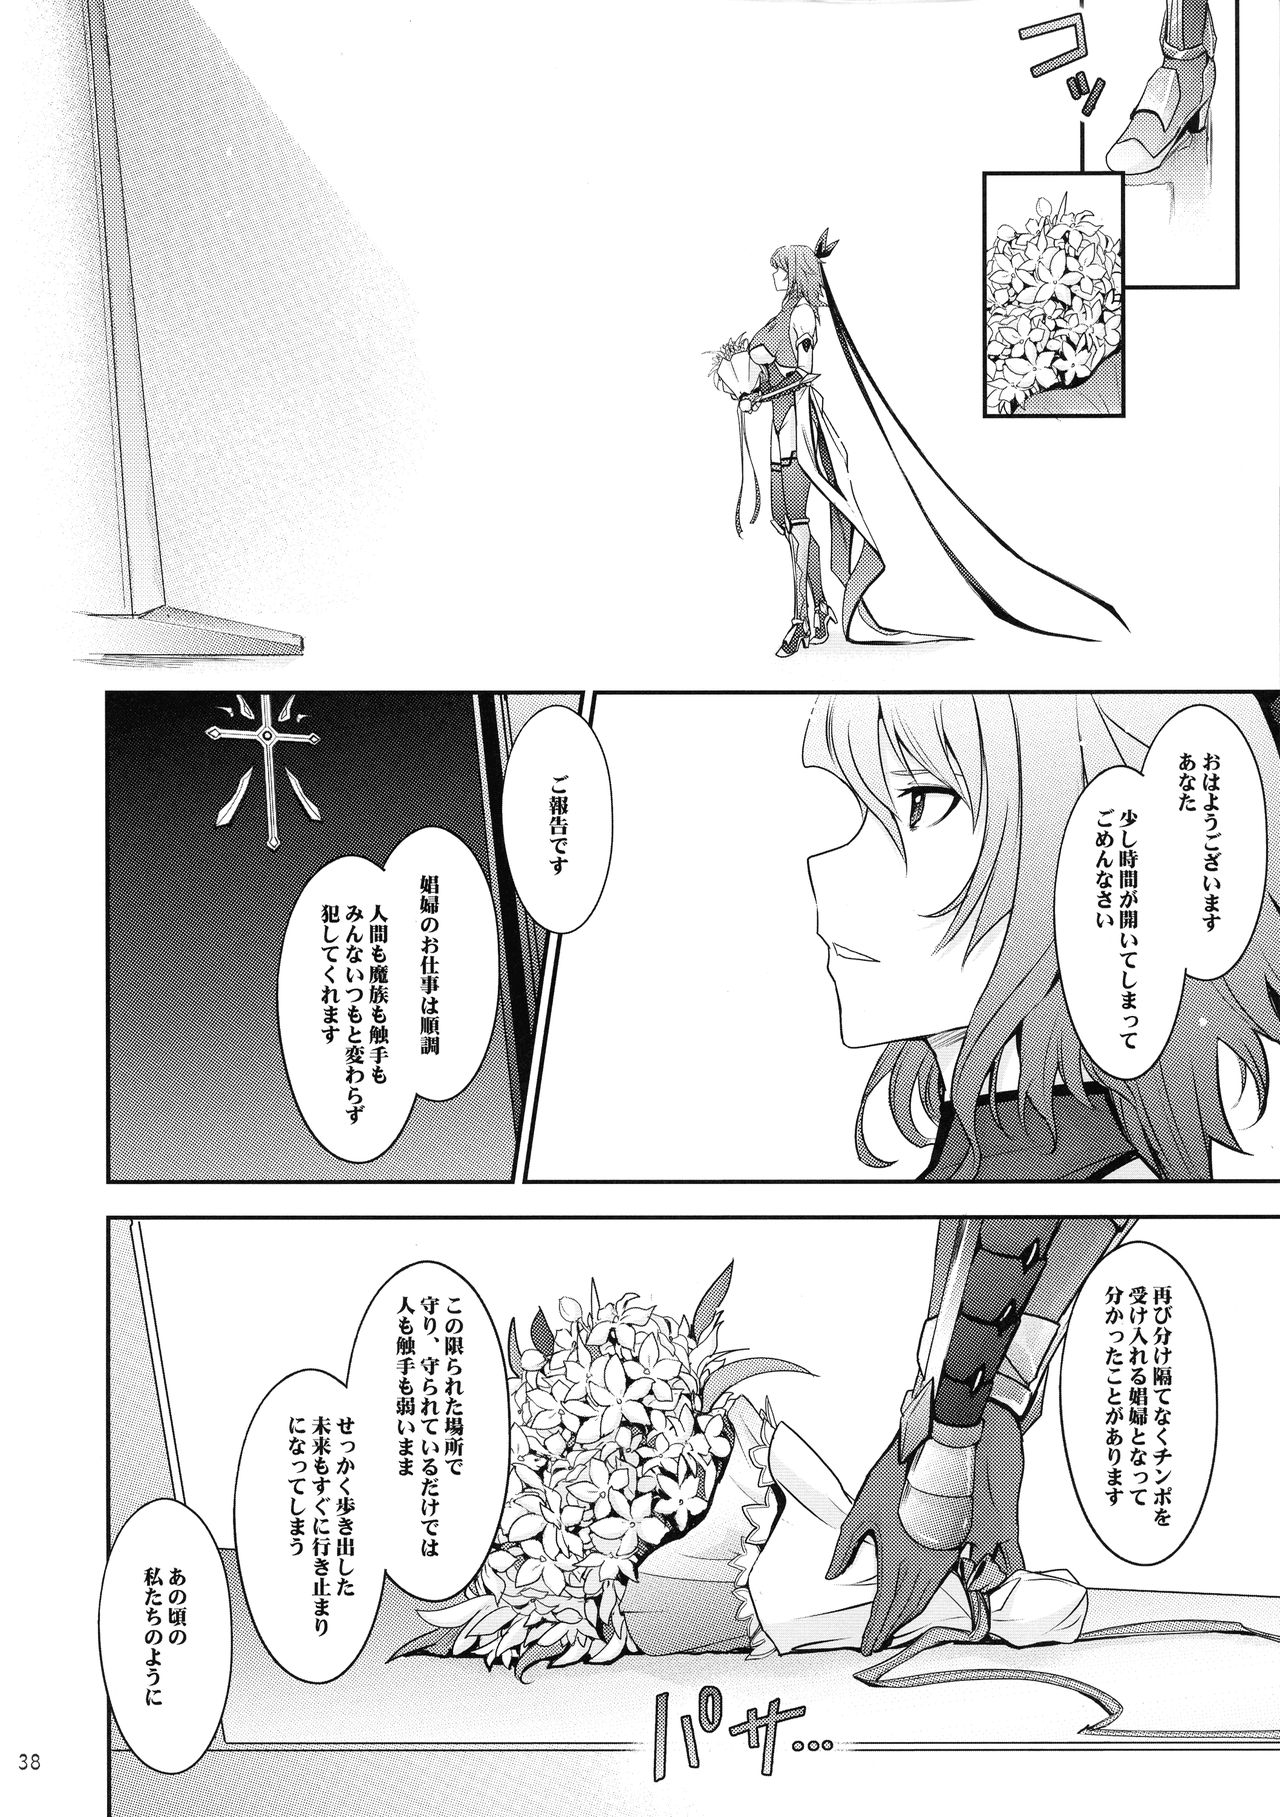 コッ
おはようございます
あなた
少し時間が開いてしまって
ごめんなさい
ご報告です
娼婦のお仕事は順調
人間も魔族も触手も
みんないつもと変わらず
犯してくれます
再び分け隔てなくチンポを
受け入れる娼婦となって
分かったことがあります
この限られた場所で
守り、守られているだけでは
人も触手も弱いまま
せっかく歩き出した
未来もすぐに行き止まり
になってしまう
あの頃の
私たちのように
パサ…
38